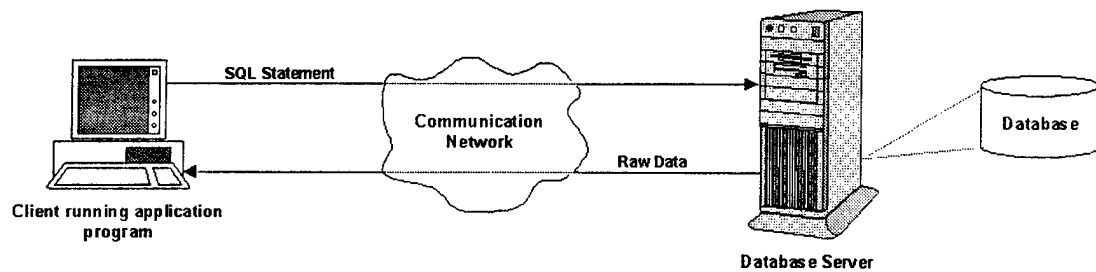 SQL Statement
Communication
Network
Raw Data
Database
Client running application
program
Database Server